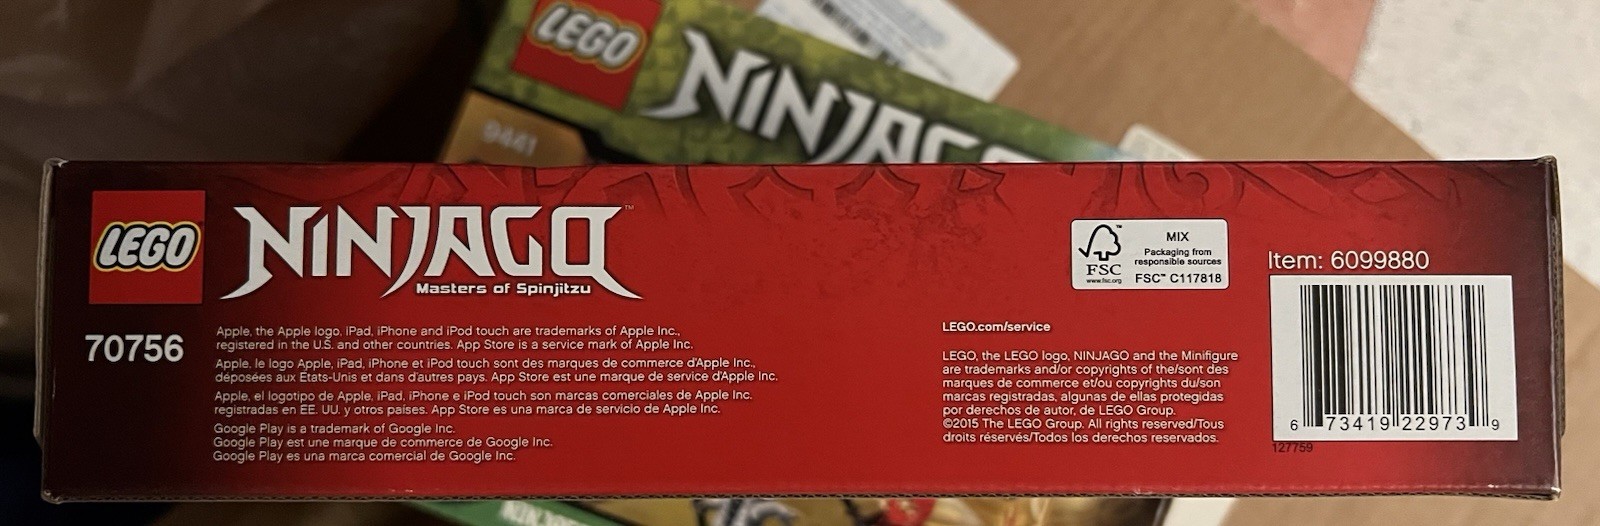 LEGO
NINJAGO
9441
LEGO
NINJAGO™
Masters of Spinjitzu
70756
Apple, the Apple logo, iPad, iPhone and iPod touch are trademarks of Apple Inc.,
registered in the U.S. and other countries. App Store is a service mark of Apple Inc.
Apple, le logo Apple, iPad, iPhone et iPod touch sont des marques de commerce d'Apple Inc.,
déposées aux Etats-Unis et dans d'autres pays. App Store est une marque de service d'Apple Inc.
Apple, el logotipo de Apple, iPad, iPhone e iPod touch son marcas comerciales de Apple Inc.
registradas en EE. UU. y otros países. App Store es una marca de servicio de Apple Inc.
Google Play is a trademark of Google Inc.
Google Play est une marque de commerce de Google Inc.
Google Play es una marca comercial de Google Inc.
LEGO.com/service
LEGO, the LEGO logo, NINJAGO and the Minifigure
are trademarks and/or copyrights of the/sont des
marques de commerce et/ou copyrights du/son
marcas registradas, algunas de ellas protegidas
por derechos de autor, de LEGO Group.
©2015 The LEGO Group. All rights reserved/Tous
droits réservés/Todos los derechos reservados.
FSC™
www.fsc.org
MIX
Packaging from
responsible sources
FSC™ C117818
Item: 6099880
6 73419 22973 9
127759